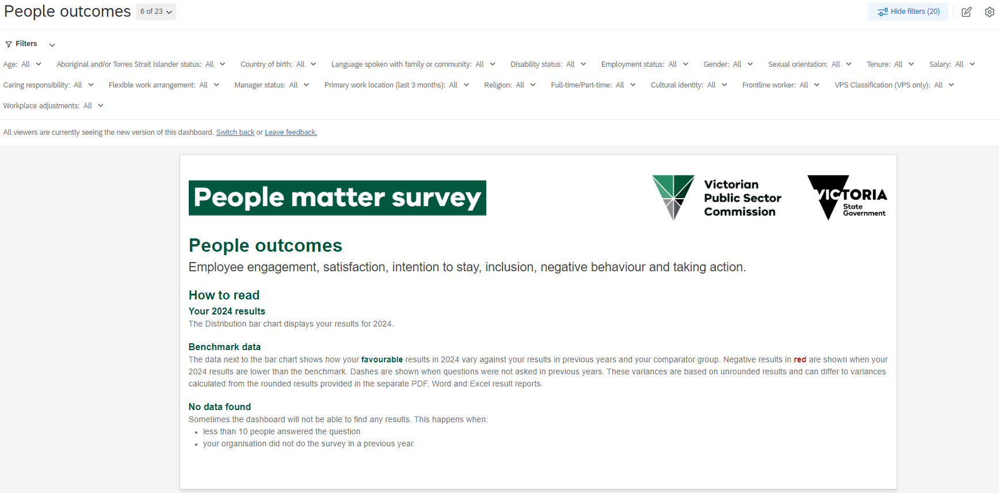 People outcomes 6 of 23 Hide filters (20)
Filters
Age: All Aboriginal and/or Torres Strait Islander status: All Country of birth: All Language spoken with family or community: All Disability status: All Employment status: All Gender: All Sexual orientation: All Tenure: All Salary: All
Caring responsibility: All Flexible work arrangement: All Manager status: All Primary work location (last 3 months): All Religion: All Full-time/Part-time: All Cultural identity: All Frontline worker: All VPS Classification (VPS only): All
Workplace adjustments: All
All viewers are currently seeing the new version of this dashboard. Switch back or Leave feedback.
People matter survey
Victorian
Public Sector
Commission
VICTORIA
State
Government
People outcomes
Employee engagement, satisfaction, intention to stay, inclusion, negative behaviour and taking action.
How to read
Your 2024 results
The Distribution bar chart displays your results for 2024.
Benchmark data
The data next to the bar chart shows how your favourable results in 2024 vary against your results in previous years and your comparator group. Negative results in red are shown when your
2024 results are lower than the benchmark. Dashes are shown when questions were not asked in previous years. These variances are based on unrounded results and can differ to variances
calculated from the rounded results provided in the separate PDF, Word and Excel result reports.
No data found
Sometimes the dashboard will not be able to find any results. This happens when:
• less than 10 people answered the question
• your organisation did not do the survey in a previous year.